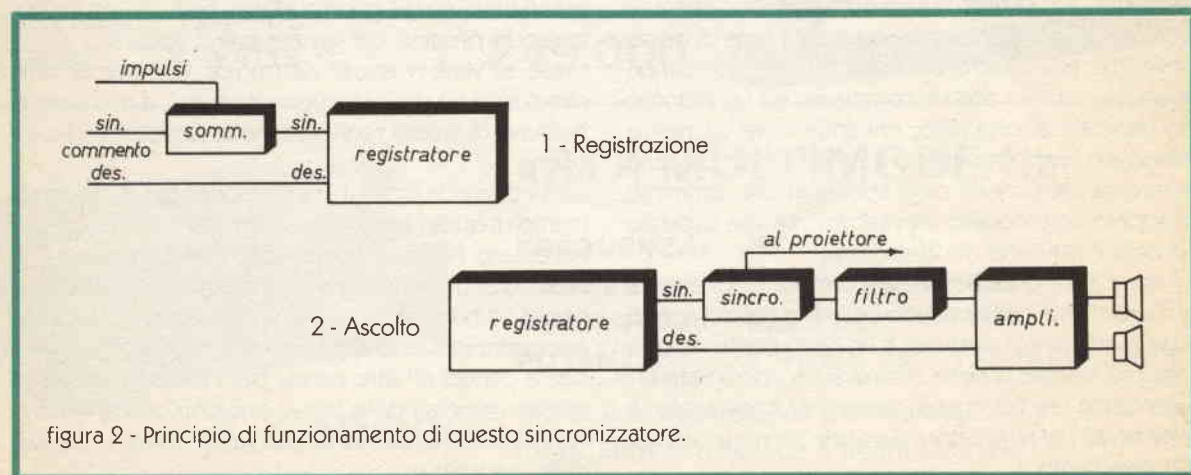 impulsi
sin.
somm.
sin.
commento
des.
des.
registratore
1 - Registrazione
al proiettore
registratore
sin.
sincro.
filtro
ampli.
des.
2 - Ascolto
figura 2 - Principio di funzionamento di questo sincronizzatore.